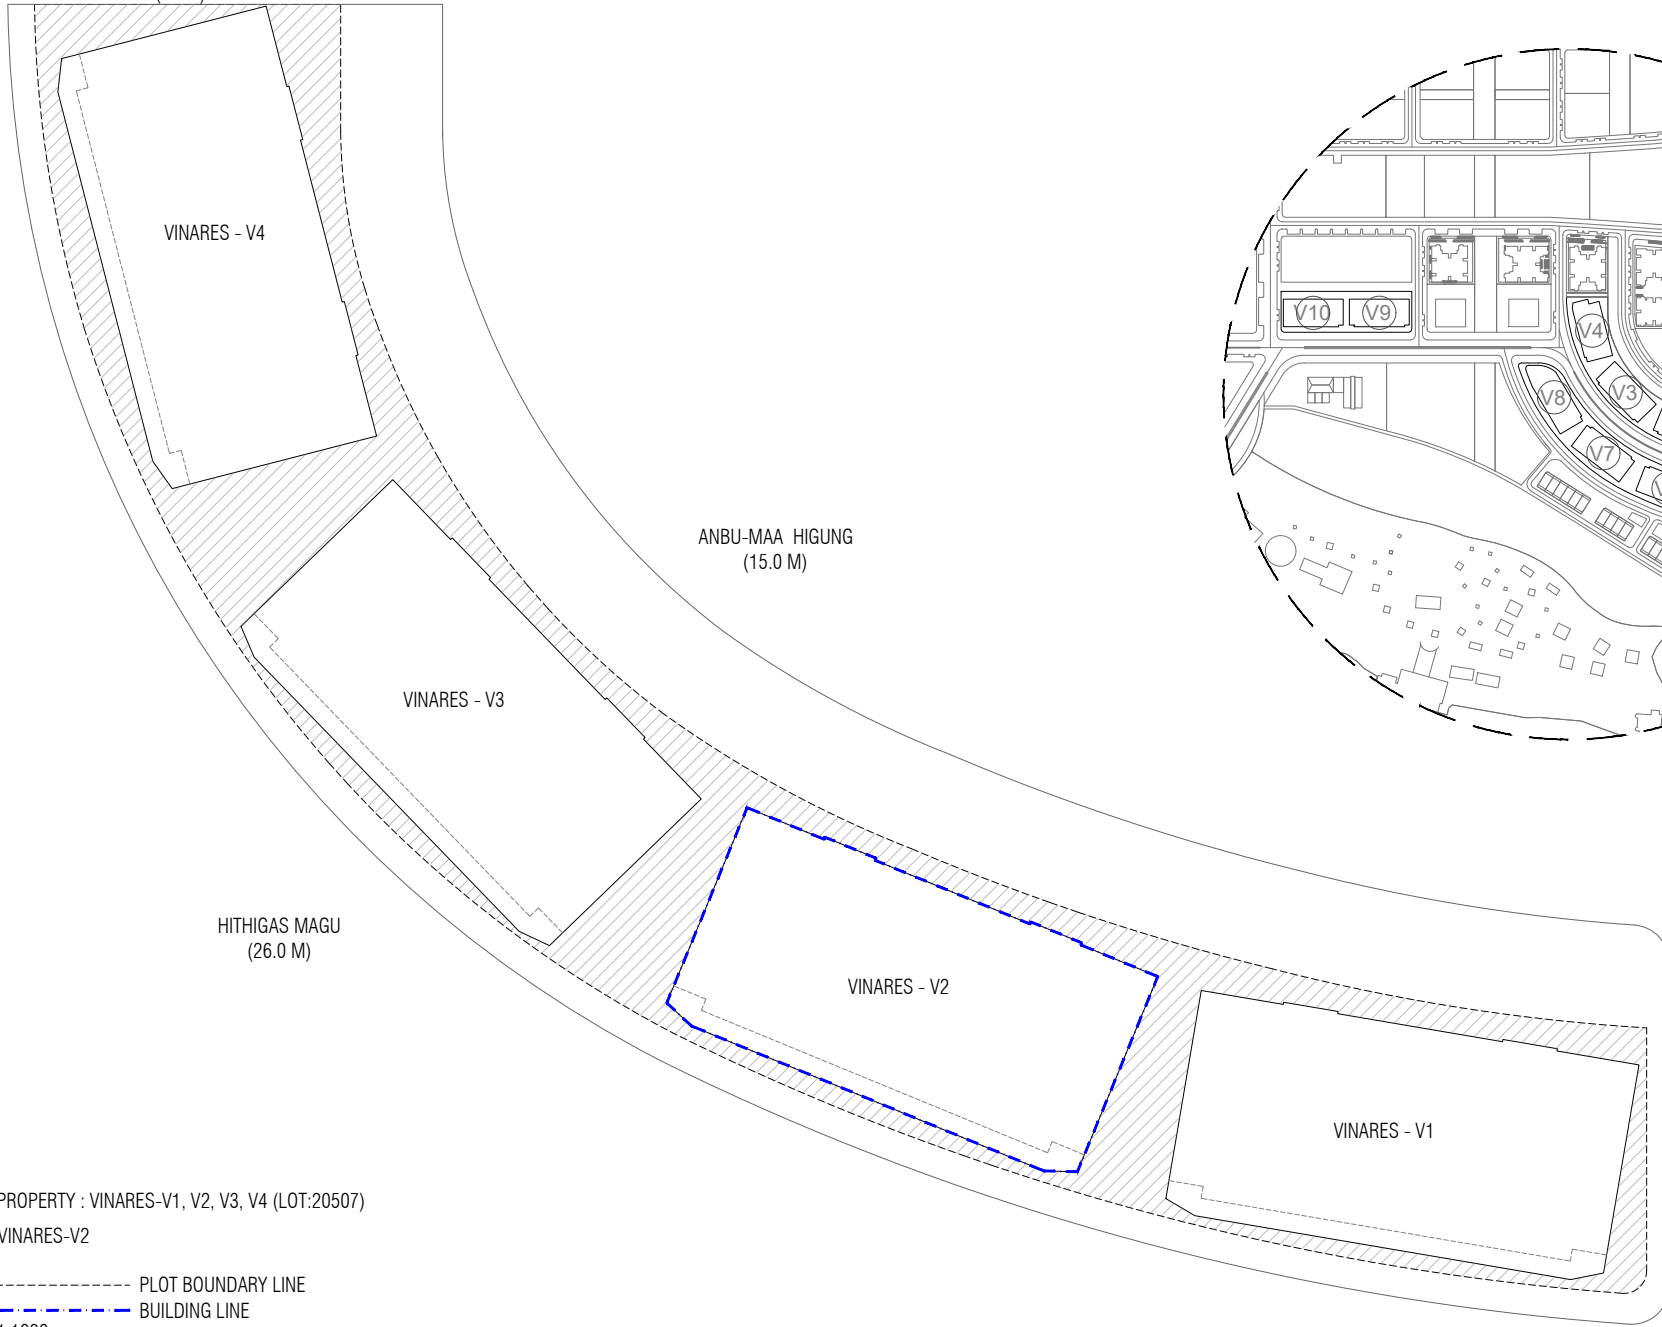 VINARES - V4
V10
V9
V4
V3
V8
V7
ANBU-MAA HIGUNG
(15.0 M)
VINARES - V3
HITHIGAS MAGU
(26.0 M)
VINARES - V2
VINARES - V1
PROPERTY : VINARES-V1, V2, V3, V4 (LOT:20507)
VINARES-V2
PLOT BOUNDARY LINE
BUILDING LINE